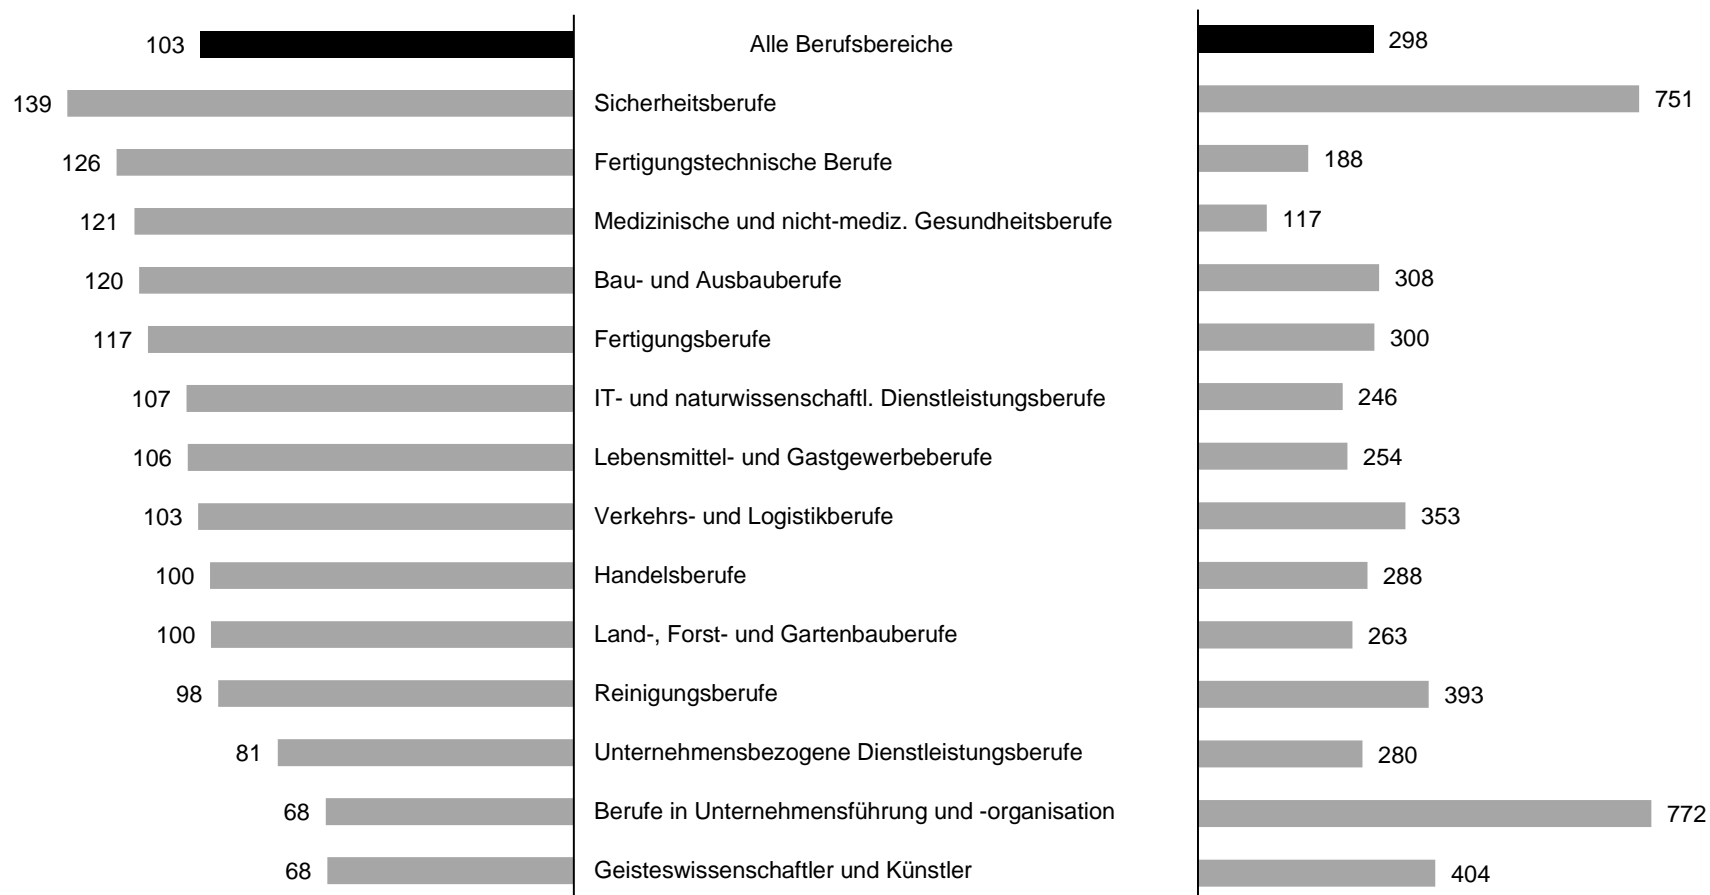 103 Alle Berufsbereiche 298
139 Sicherheitsberufe 751
126 Fertigungstechnische Berufe 188
121 Medizinische und nicht-mediz. Gesundheitsberufe 117
120 Bau- und Ausbauberufe 308
117 Fertigungsberufe 300
107 IT- und naturwissenschaftl. Dienstleistungsberufe 246
106 Lebensmittel- und Gastgewerbeberufe 254
103 Verkehrs- und Logistikberufe 353
100 Handelsberufe 288
100 Land-, Forst- und Gartenbauberufe 263
98 Reinigungsberufe 393
81 Unternehmensbezogene Dienstleistungsberufe 280
68 Berufe in Unternehmensführung und -organisation 772
68 Geisteswissenschaftler und Künstler 404